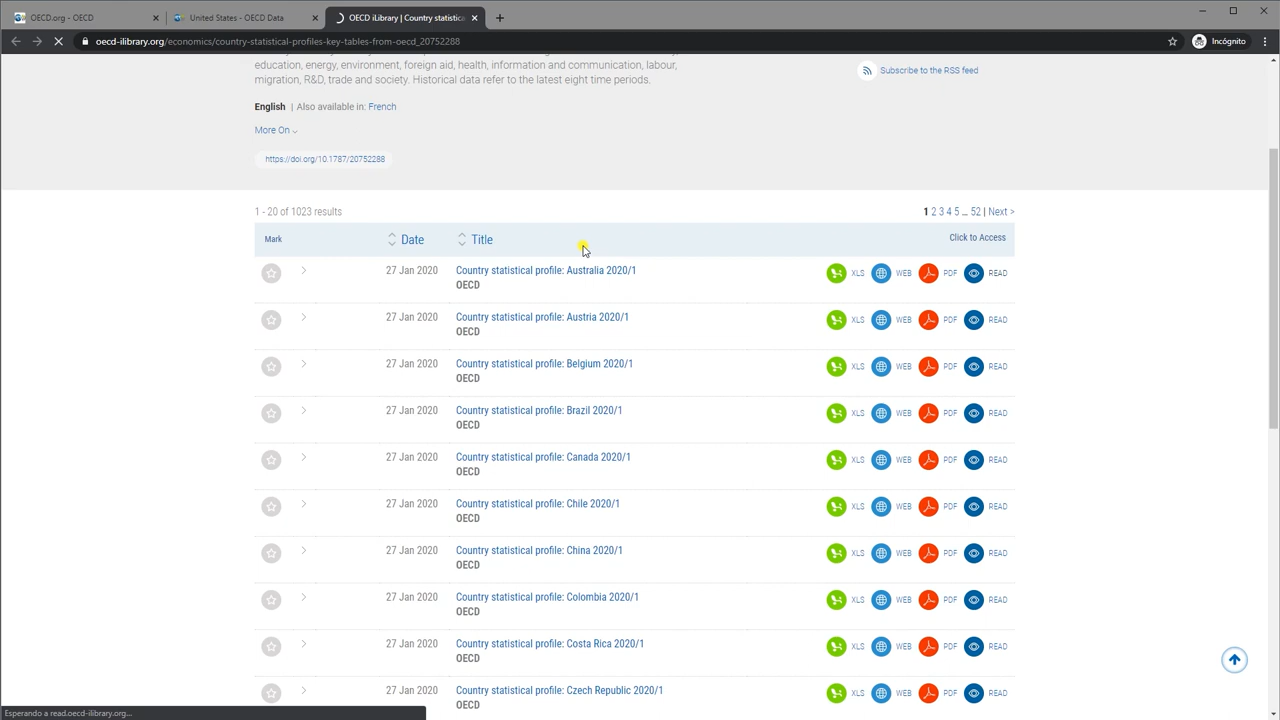 OECD.org - OECD
United States - OECD Data
OECD iLibrary | Country statistica
oecd-ilibrary.org/economics/country-statistical-profiles-key-tables-from-oecd_20752288
Incógnito
education, energy, environment, foreign aid, health, information and communication, labour,
migration, R&D, trade and society. Historical data refer to the latest eight time periods.
Subscribe to the RSS feed
English | Also available in: French
More On
https://doi.org/10.1787/20752288
1 - 20 of 1023 results
1 2 3 4 5 ... 52 | Next >
Mark Date Title Click to Access
27 Jan 2020 Country statistical profile: Australia 2020/1 XLS WEB PDF READ
OECD
27 Jan 2020 Country statistical profile: Austria 2020/1 XLS WEB PDF READ
OECD
27 Jan 2020 Country statistical profile: Belgium 2020/1 XLS WEB PDF READ
OECD
27 Jan 2020 Country statistical profile: Brazil 2020/1 XLS WEB PDF READ
OECD
27 Jan 2020 Country statistical profile: Canada 2020/1 XLS WEB PDF READ
OECD
27 Jan 2020 Country statistical profile: Chile 2020/1 XLS WEB PDF READ
OECD
27 Jan 2020 Country statistical profile: China 2020/1 XLS WEB PDF READ
OECD
27 Jan 2020 Country statistical profile: Colombia 2020/1 XLS WEB PDF READ
OECD
27 Jan 2020 Country statistical profile: Costa Rica 2020/1 XLS WEB PDF READ
OECD
27 Jan 2020 Country statistical profile: Czech Republic 2020/1 XLS WEB PDF READ
OECD
Esperando a read.oecd-ilibrary.org...